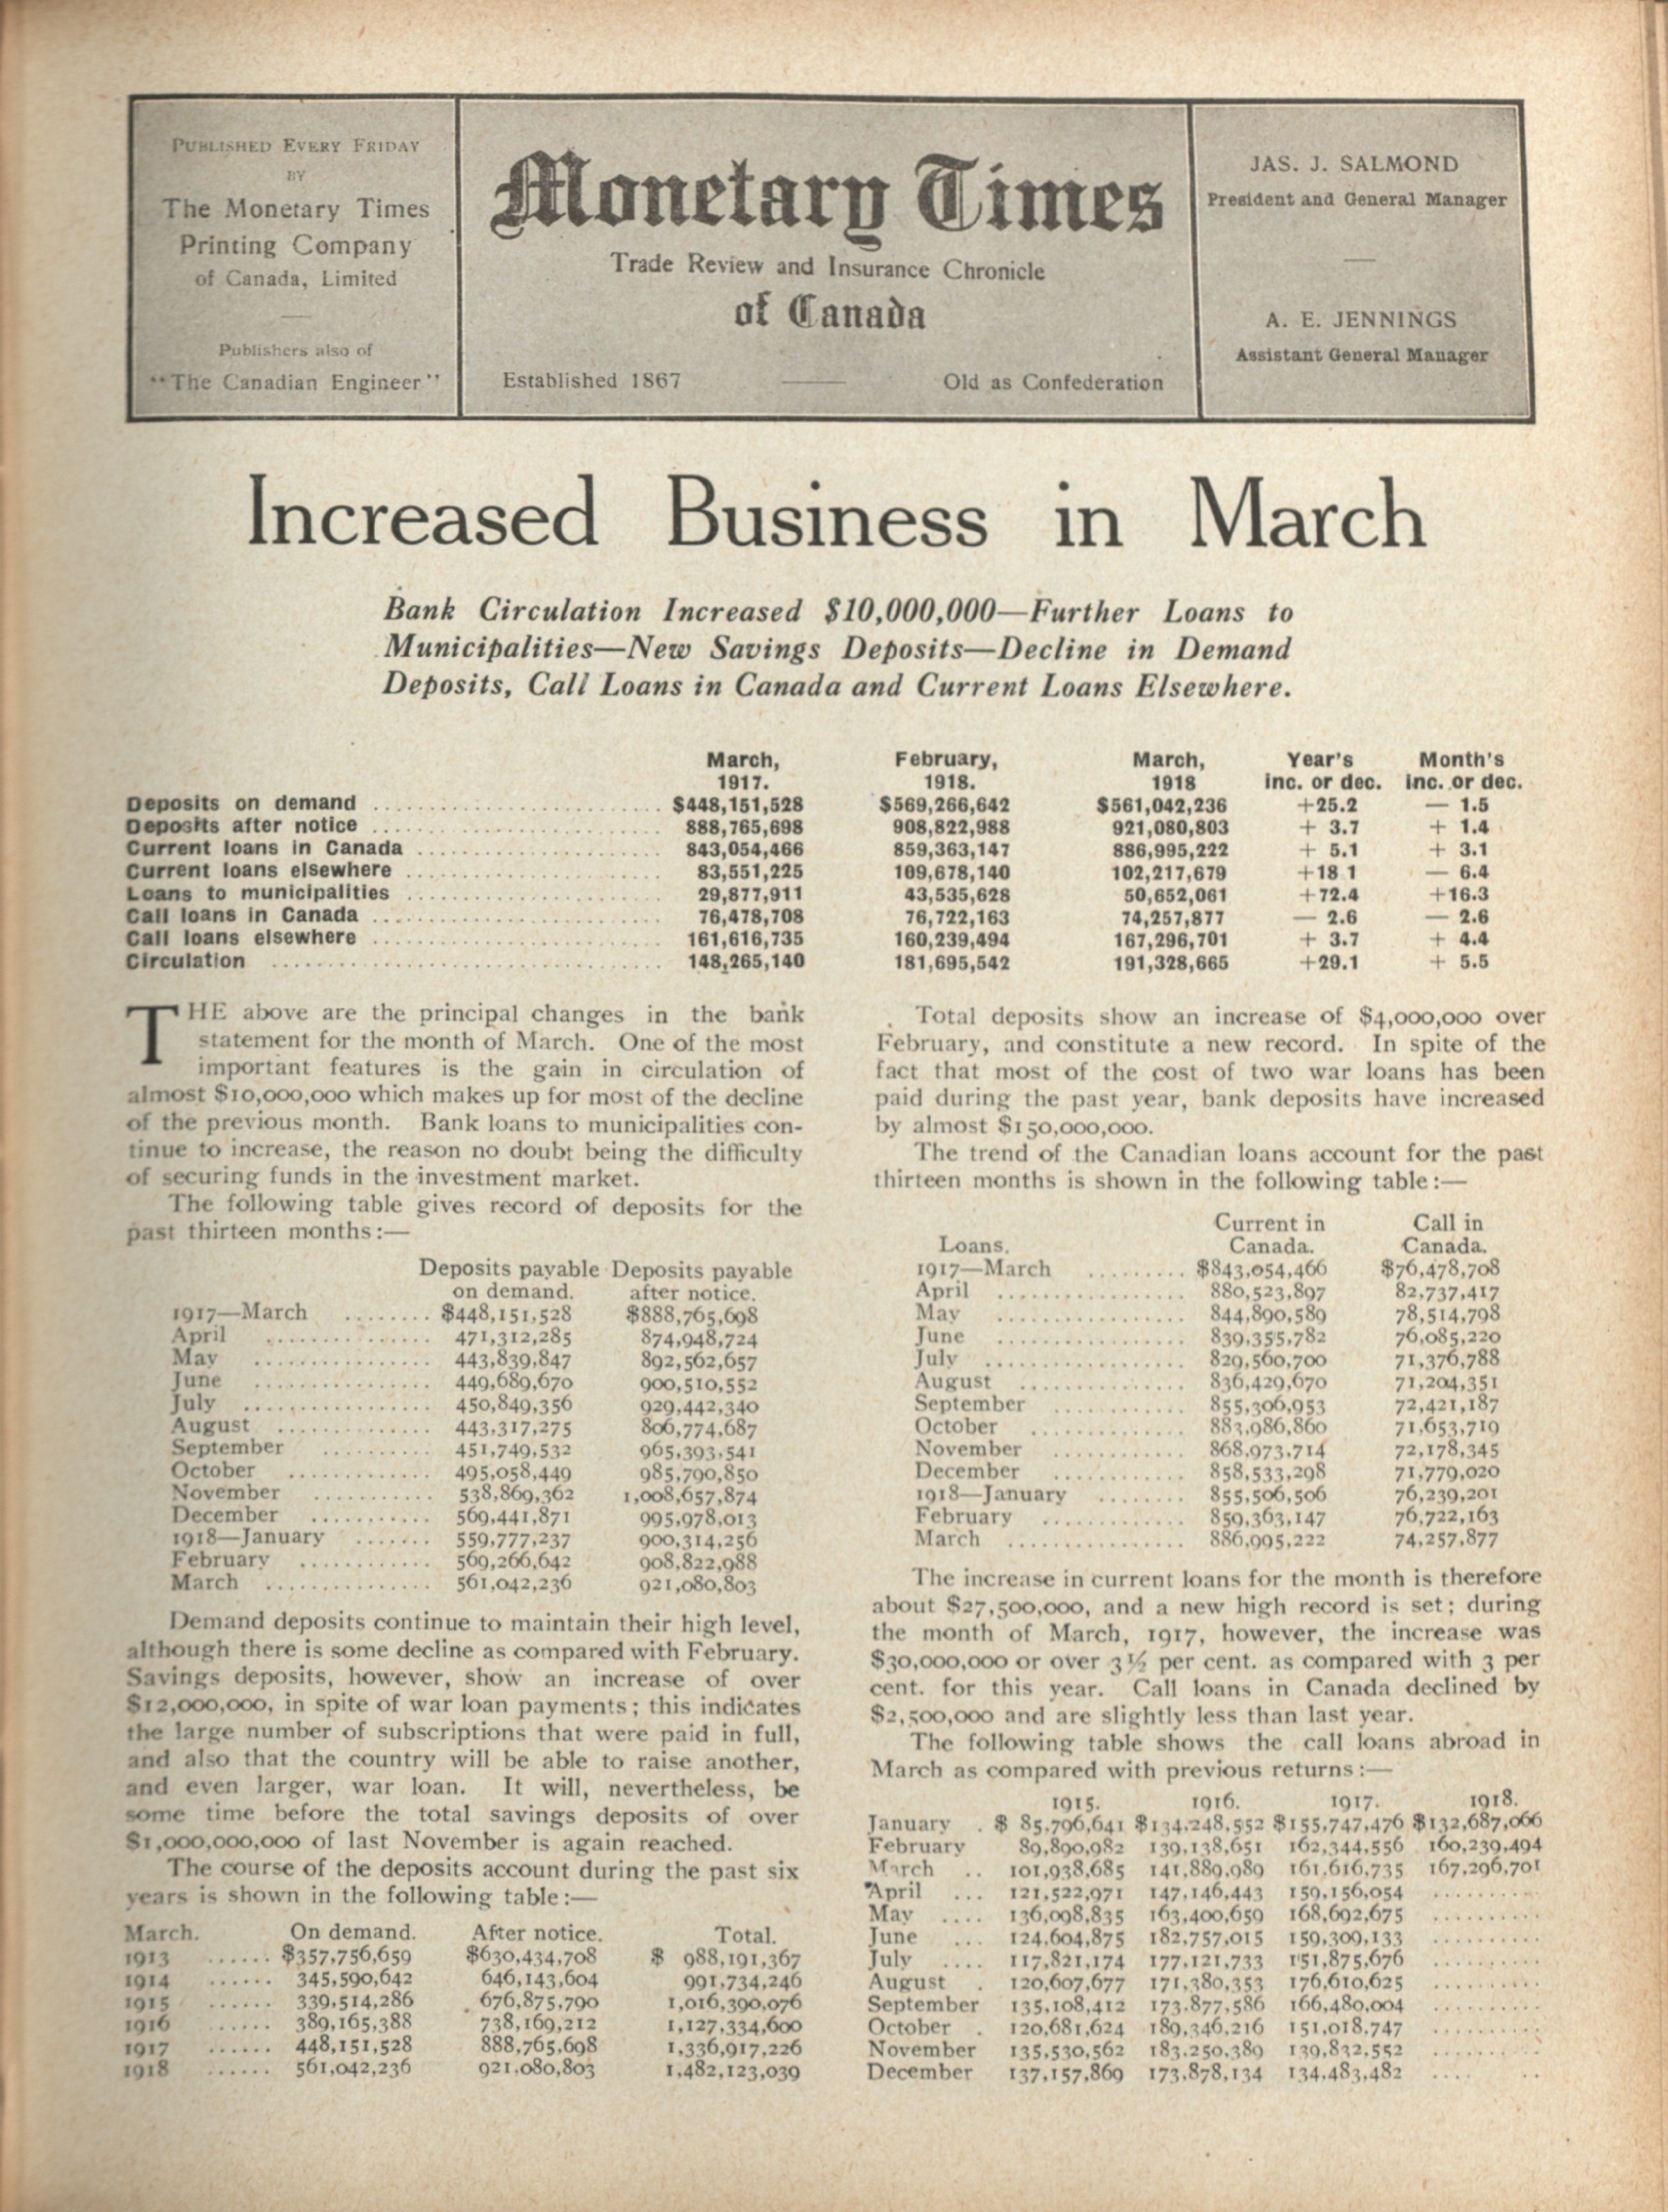 PUBLISHED EVERY FRIDAY
BY
The Monetary Times
Printing Company
of Canada, Limited
Publishers also of
"The Canadian Engineer"
Monetary Times
Trade Review and Insurance Chronicle
of Canada
Established 1867 Old as Confederation
JAS. J. SALMOND
President and General Manager
A. E. JENNINGS
Assistant General Manager
Increased Business in March
Bank Circulation Increased $10,000,000—Further Loans to
Municipalities—New Savings Deposits—Decline in Demand
Deposits, Call Loans in Canada and Current Loans Elsewhere.
March, February, March, Year's Month's
1917. 1918. 1918 inc. or dec. inc. or dec.
Deposits on demand ........................ $448,151,528 $569,266,642 $561,042,236 +25.2 — 1.5
Deposits after notice ........................ 888,765,698 908,822,988 921,080,803 + 3.7 + 1.4
Current loans in Canada .................... 843,054,466 859,363,147 886,995,222 + 5.1 + 3.1
Current loans elsewhere ..................... 83,551,225 109,678,140 102,217,679 +18 1 — 6.4
Loans to municipalities ..................... 29,877,911 43,535,628 50,652,061 +72.4 +16.3
Call loans in Canada ........................ 76,478,708 76,722,163 74,257,877 — 2.6 — 2.6
Call loans elsewhere ........................ 161,616,735 160,239,494 167,296,701 + 3.7 + 4.4
Circulation ................................ 148,265,140 181,695,542 191,328,665 +29.1 + 5.5
THE above are the principal changes in the bank
statement for the month of March. One of the most
important features is the gain in circulation of
almost $10,000,000 which makes up for most of the decline
of the previous month. Bank loans to municipalities con-
tinue to increase, the reason no doubt being the difficulty
of securing funds in the investment market.
The following table gives record of deposits for the
past thirteen months:—
Deposits payable Deposits payable
on demand. after notice.
1917—March ........ $448,151,528 $888,765,698
April .............. 471,312,285 874,948,724
May ............... 443,839,847 892,562,657
June ............... 449,689,670 900,510,552
July ................ 450,849,356 929,442,340
August ............. 443,317,275 806,774,687
September .......... 451,749,532 965,393,541
October ............ 495,058,449 985,790,850
November .......... 538,869,362 1,008,657,874
December .......... 569,441,871 995,978,013
1918—January ....... 559,777,237 900,314,256
February ........... 569,266,642 908,822,988
March .............. 561,042,236 921,080,803
Demand deposits continue to maintain their high level,
although there is some decline as compared with February.
Savings deposits, however, show an increase of over
$12,000,000, in spite of war loan payments; this indicates
the large number of subscriptions that were paid in full,
and also that the country will be able to raise another,
and even larger, war loan. It will, nevertheless, be
some time before the total savings deposits of over
$1,000,000,000 of last November is again reached.
The course of the deposits account during the past six
years is shown in the following table:—
March. On demand. After notice. Total.
1913 ...... $357,756,659 $630,434,708 $ 988,191,367
1914 ...... 345,590,642 646,143,604 991,734,246
1915 ...... 339,514,286 676,875,790 1,016,390,076
1916 ...... 389,165,388 738,169,212 1,127,334,600
1917 ...... 448,151,528 888,765,698 1,336,917,226
1918 ...... 561,042,236 921,080,803 1,482,123,039
Total deposits show an increase of $4,000,000 over
February, and constitute a new record. In spite of the
fact that most of the cost of two war loans has been
paid during the past year, bank deposits have increased
by almost $150,000,000.
The trend of the Canadian loans account for the past
thirteen months is shown in the following table:—
Current in Call in
Loans. Canada. Canada.
1917—March ......... $843,054,466 $76,478,708
April ................ 880,523,897 82,737,417
May ................. 844,890,589 78,514,798
June ................. 839,355,782 76,085,220
July .................. 829,560,700 71,376,788
August ............... 836,429,670 71,204,351
September ............ 855,306,953 72,421,187
October .............. 883,986,860 71,653,719
November ............ 868,973,714 72,178,345
December ............ 858,533,298 71,779,020
1918—January ........ 855,506,506 76,239,201
February ............. 859,363,147 76,722,163
March ................ 886,995,222 74,257,877
The increase in current loans for the month is therefore
about $27,500,000, and a new high record is set; during
the month of March, 1917, however, the increase was
$30,000,000 or over 3½ per cent. as compared with 3 per
cent. for this year. Call loans in Canada declined by
$2,500,000 and are slightly less than last year.
The following table shows the call loans abroad in
March as compared with previous returns:—
1915. 1916. 1917. 1918.
January . $ 85,796,641 $134,248,552 $155,747,476 $132,687,066
February 89,890,982 139,138,651 162,344,556 160,239,494
March .. 101,938,685 141,889,989 161,616,735 167,296,701
April ... 121,522,971 147,146,443 159,156,054 ..........
May .... 136,098,835 163,400,659 168,692,675 ..........
June ... 124,604,875 182,757,015 159,309,133 ..........
July .... 117,821,174 177,121,733 151,875,676 ..........
August . 120,607,677 171,380,353 176,610,625 ..........
September 135,108,412 173,877,586 166,480,004 ..........
October . 120,681,624 189,346,216 151,018,747 ..........
November 135,530,562 183,250,389 139,832,552 ..........
December 137,157,869 173,878,134 134,483,482 .... ..